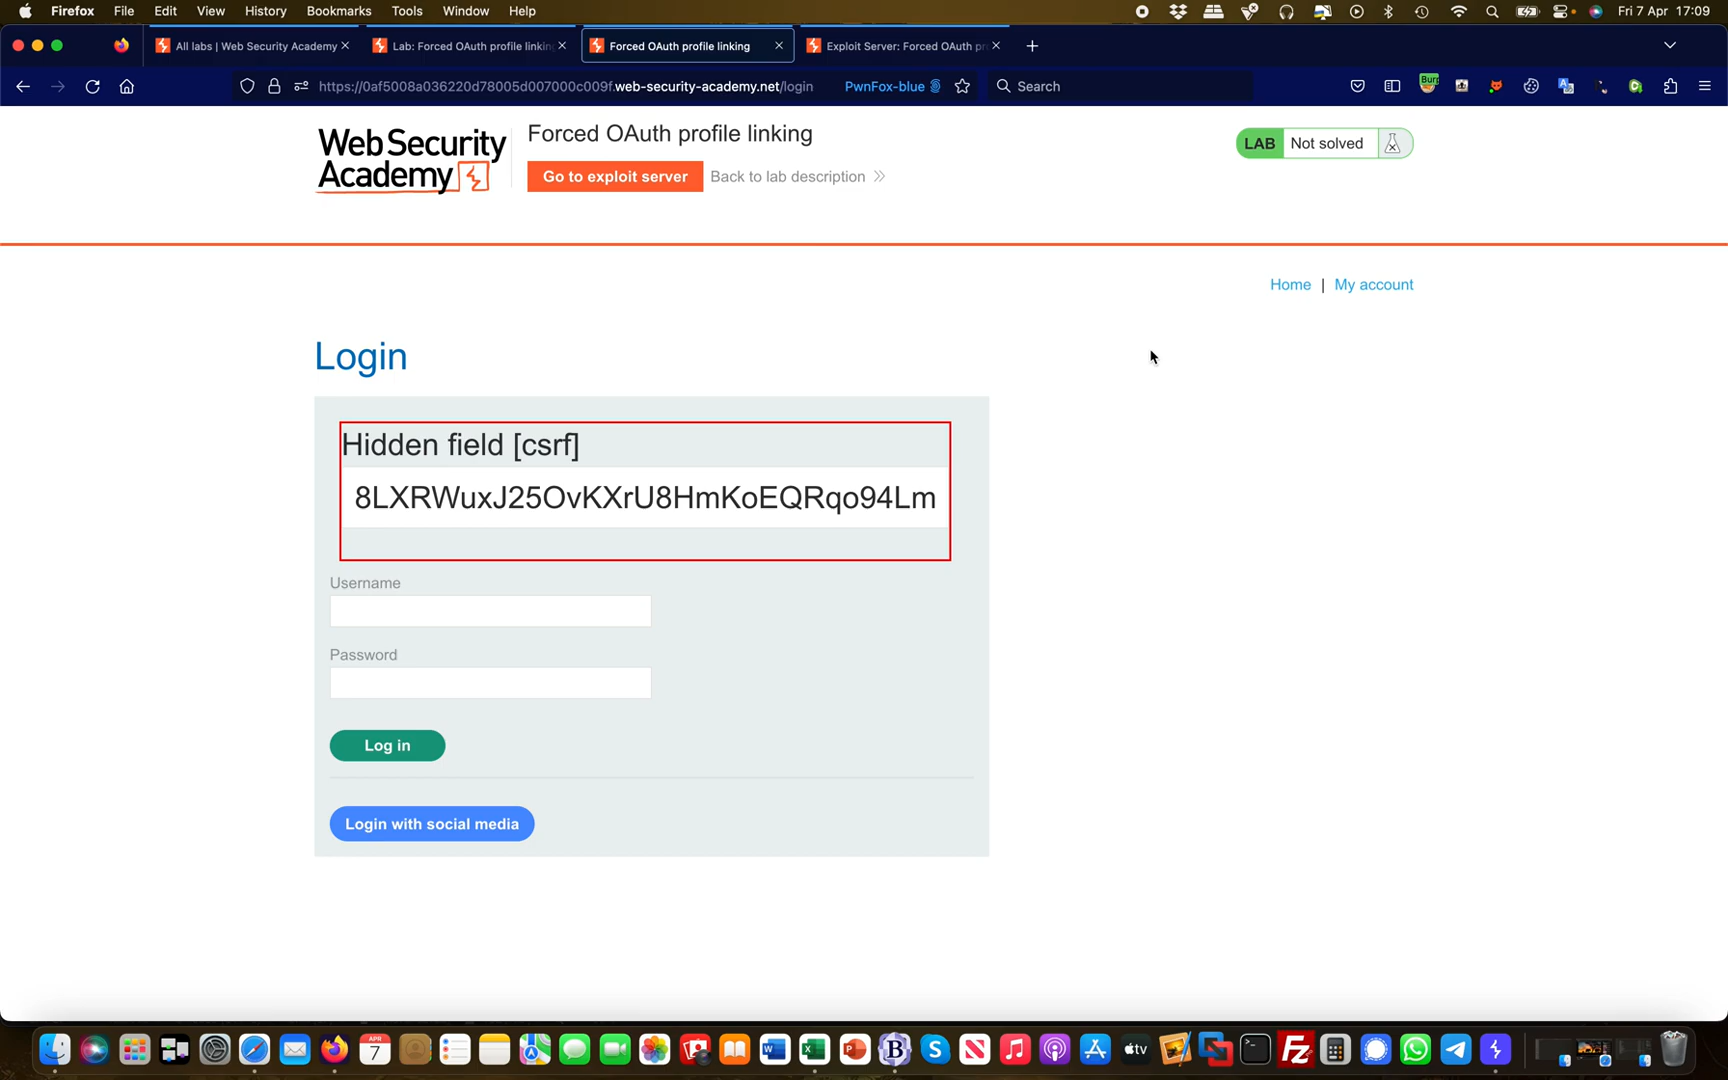 Firefox File Edit View History Bookmarks Tools Window Help Fri 7 Apr 17:09
All labs | Web Security Academy
Lab: Forced OAuth profile linkin
Forced OAuth profile linking
Exploit Server: Forced OAuth pr
https://0af5008a036220d78005d007000c009f.web-security-academy.net/login
PwnFox-blue
Search
Burp
Web Security
Academy
Forced OAuth profile linking
Go to exploit server
Back to lab description
LAB Not solved
Home | My account
Login
Hidden field [csrf]
8LXRWuxJ25OvKXrU8HmKoEQRqo94Lm
Username
Password
Log in
Login with social media
APR
7
tv